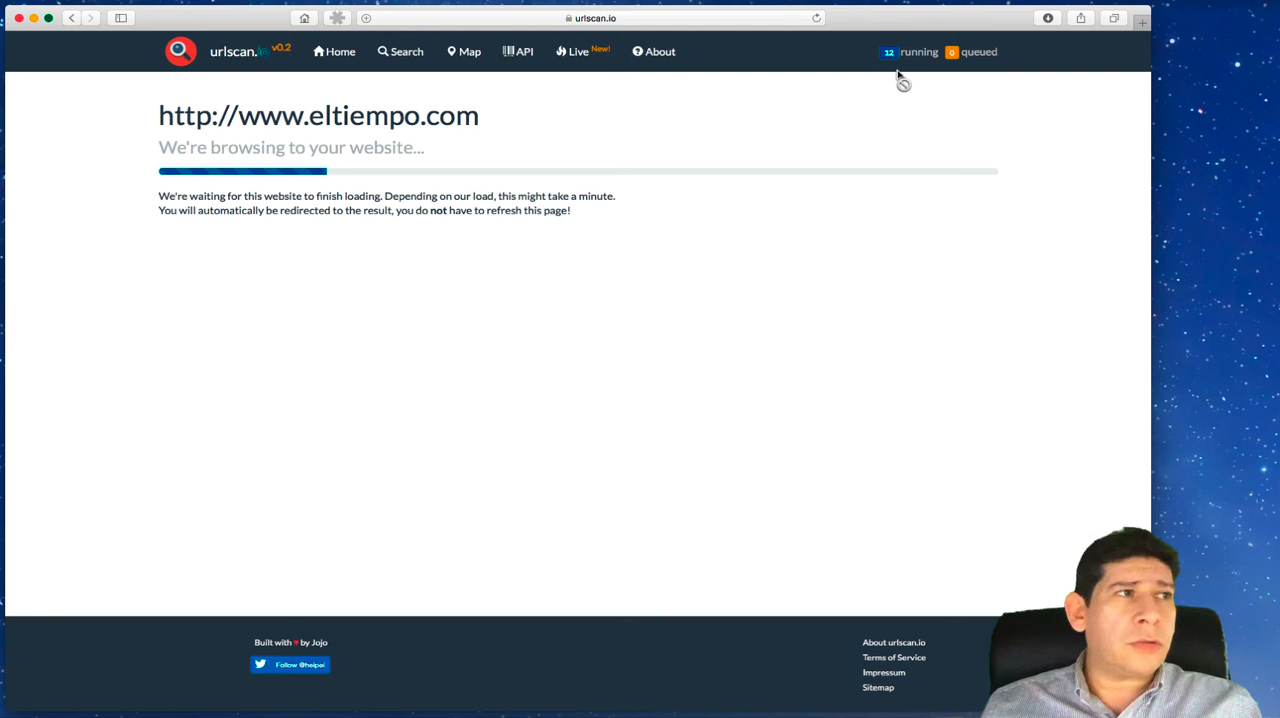 urlscan.io
urlscan.io v0.2 Home Search Map API Live New! About 12 running 0 queued
http://www.eltiempo.com
We're browsing to your website...
We're waiting for this website to finish loading. Depending on our load, this might take a minute.
You will automatically be redirected to the result, you do not have to refresh this page!
Built with ♥ by Jojo
Follow @heipei
About urlscan.io
Terms of Service
Impressum
Sitemap